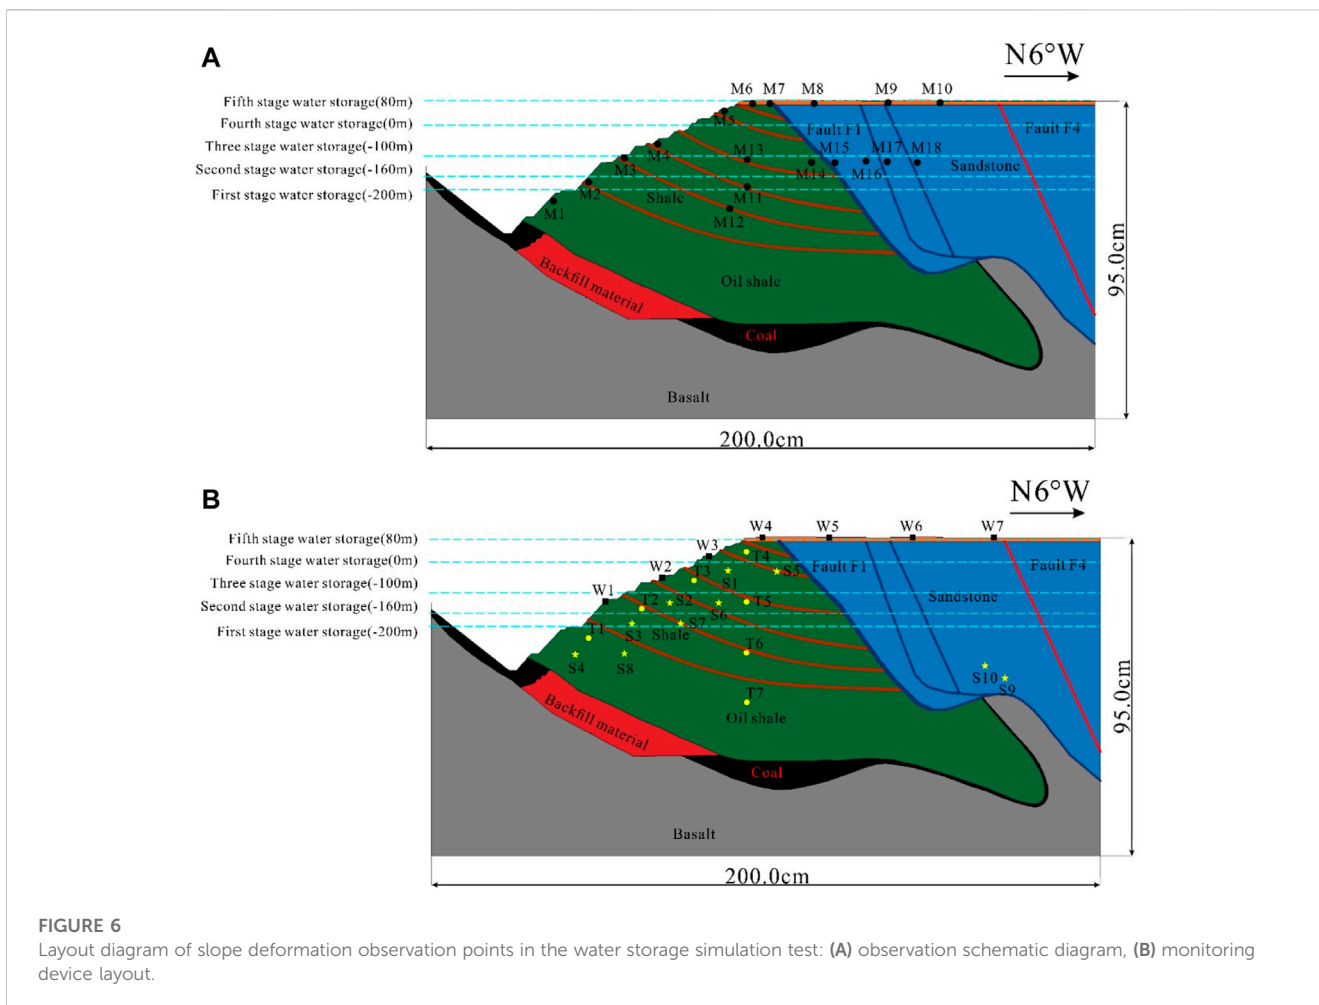 A
N6°W
Fifth stage water storage(80m)
Fourth stage water storage(0m)
Three stage water storage(-100m)
Second stage water storage(-160m)
First stage water storage(-200m)
M6 M7 M8 M9 M10
M5
Fault F1
Fault F4
M4
M13
M15
M17
M18
M3
M14
M16
Sandstone
M2
Shale
M11
M1
M12
Backfill material
Oil shale
Coal
Basalt
95.0cm
200.0cm
B
N6°W
Fifth stage water storage(80m)
Fourth stage water storage(0m)
Three stage water storage(-100m)
Second stage water storage(-160m)
First stage water storage(-200m)
W4 W5 W6 W7
W3
T4
W2
T3
S1
S5
Fault F1
Fault F4
W1
T2
S2
S6
T5
Sandstone
T1
S3
Shale
S7
S4
S8
T6
S10
S9
T7
Backfill material
Oil shale
Coal
Basalt
95.0cm
200.0cm
FIGURE 6
Layout diagram of slope deformation observation points in the water storage simulation test: (A) observation schematic diagram, (B) monitoring
device layout.